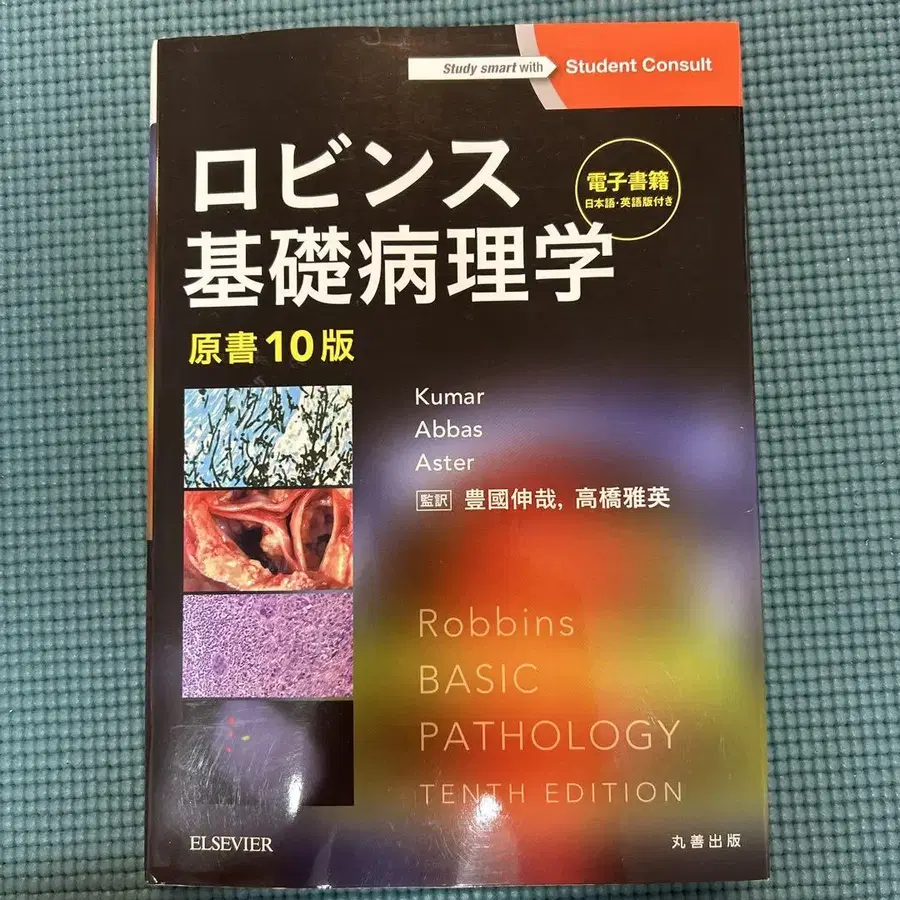 Study smart with Student Consult
電子書籍
日本語・英語版付き
ロビンス
基礎病理学
原書10版
Kumar
Abbas
Aster
監訳 豊國伸哉, 高橋雅英
Robbins
BASIC
PATHOLOGY
TENTH EDITION
ELSEVIER
丸善出版